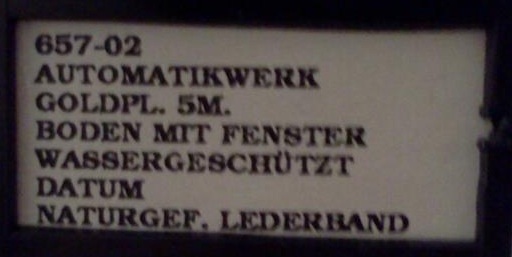 657-02
AUTOMATIKWERK
GOLDPL. 5M.
BODEN MIT FENSTER
WASSERGESCHÜTZT
DATUM
NATURGEF. LEDERBAND